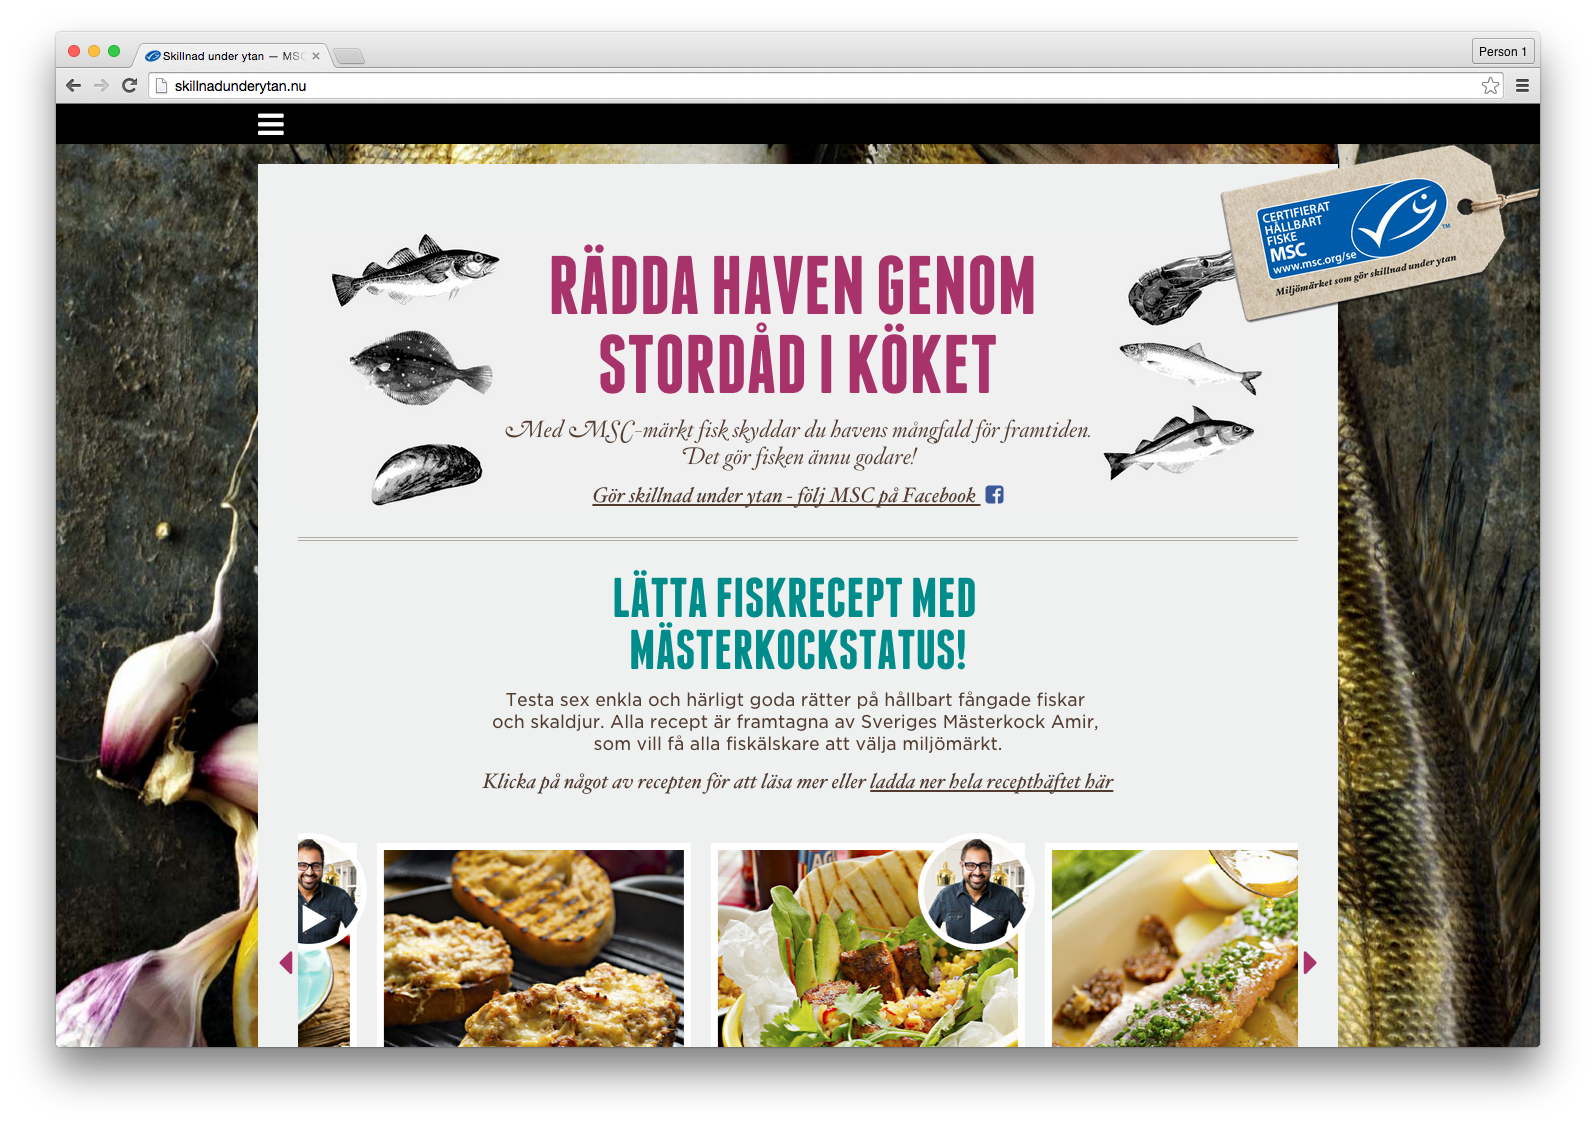 Skillnad under ytan — MSC
Person 1
skillnadunderytan.nu
CERTIFIERAT
HÅLLBART
FISKE
MSC
www.msc.org/se
TM
Miljömärket som gör skillnad under ytan
RÄDDA HAVEN GENOM
STORDÅD I KÖKET
Med MSC-märkt fisk skyddar du havens mångfald för framtiden.
Det gör fisken ännu godare!
Gör skillnad under ytan - följ MSC på Facebook
LÄTTA FISKRECEPT MED
MÄSTERKOCKSTATUS!
Testa sex enkla och härligt goda rätter på hållbart fångade fiskar
och skaldjur. Alla recept är framtagna av Sveriges Mästerkock Amir,
som vill få alla fiskälskare att välja miljömärkt.
Klicka på något av recepten för att läsa mer eller ladda ner hela recepthäftet här